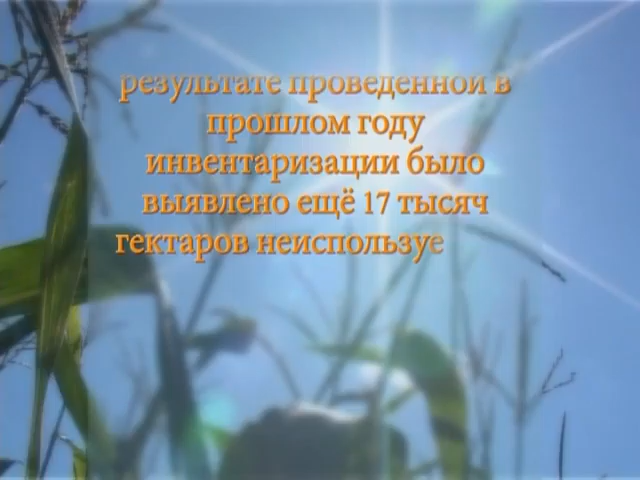 результате проведенной в
прошлом году
инвентаризации было
выявлено ещё 17 тысяч
гектаров неиспользуе